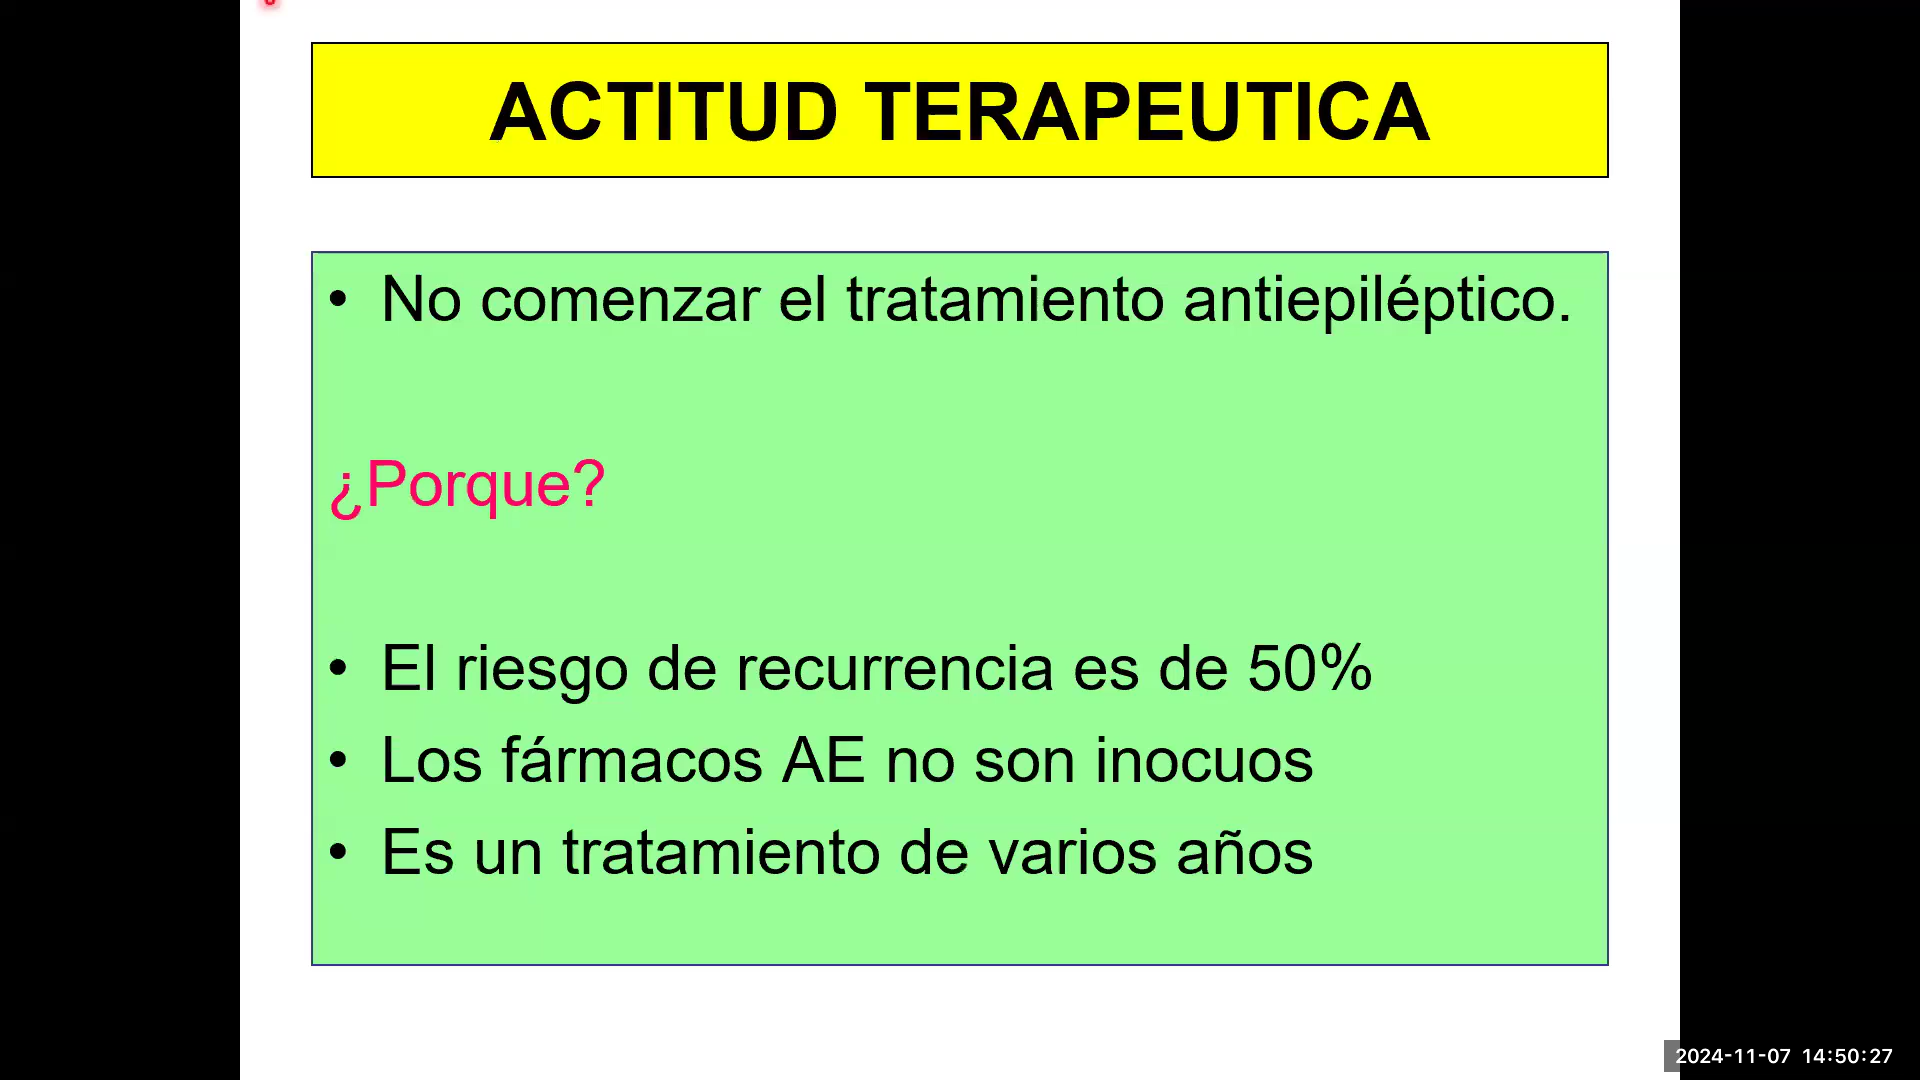 ACTITUD TERAPEUTICA
• No comenzar el tratamiento antiepiléptico.
¿Porque?
• El riesgo de recurrencia es de 50%
• Los fármacos AE no son inocuos
• Es un tratamiento de varios años
2024-11-07 14:50:27